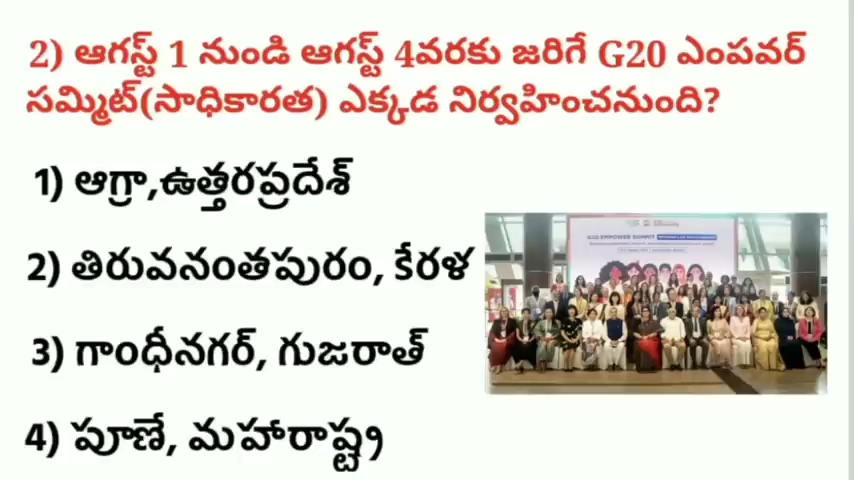 2) ఆగస్ట్ 1 నుండి ఆగస్ట్ 4వరకు జరిగే G20 ఎంపవర్
సమ్మిట్(సాధికారత) ఎక్కడ నిర్వహించనుంది?
1) ఆగ్రా,ఉత్తరప్రదేశ్
2) తిరువనంతపురం, కేరళ
3) గాంధీనగర్, గుజరాత్
4) పూణే, మహారాష్ట్ర
G20 EMPOWER SUMMIT